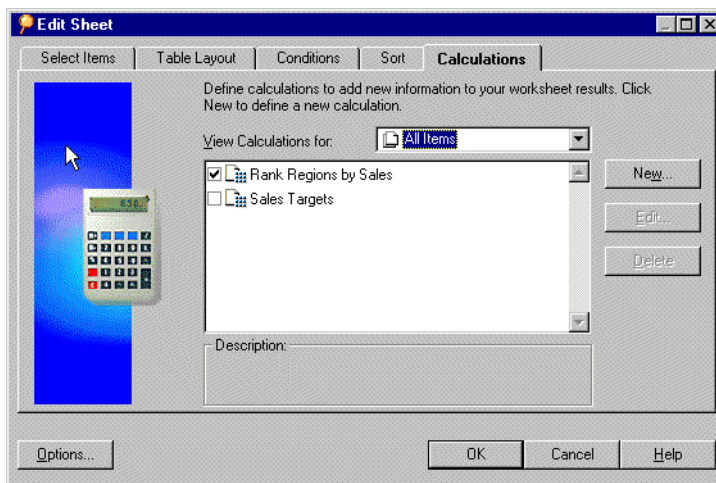 Edit Sheet
Select Items
Table Layout
Conditions
Sort
Calculations
Define calculations to add new information to your worksheet results. Click
New to define a new calculation.
View Calculations for:
All Items
Rank Regions by Sales
Sales Targets
New...
Edit...
Delete
Description:
Options...
OK
Cancel
Help